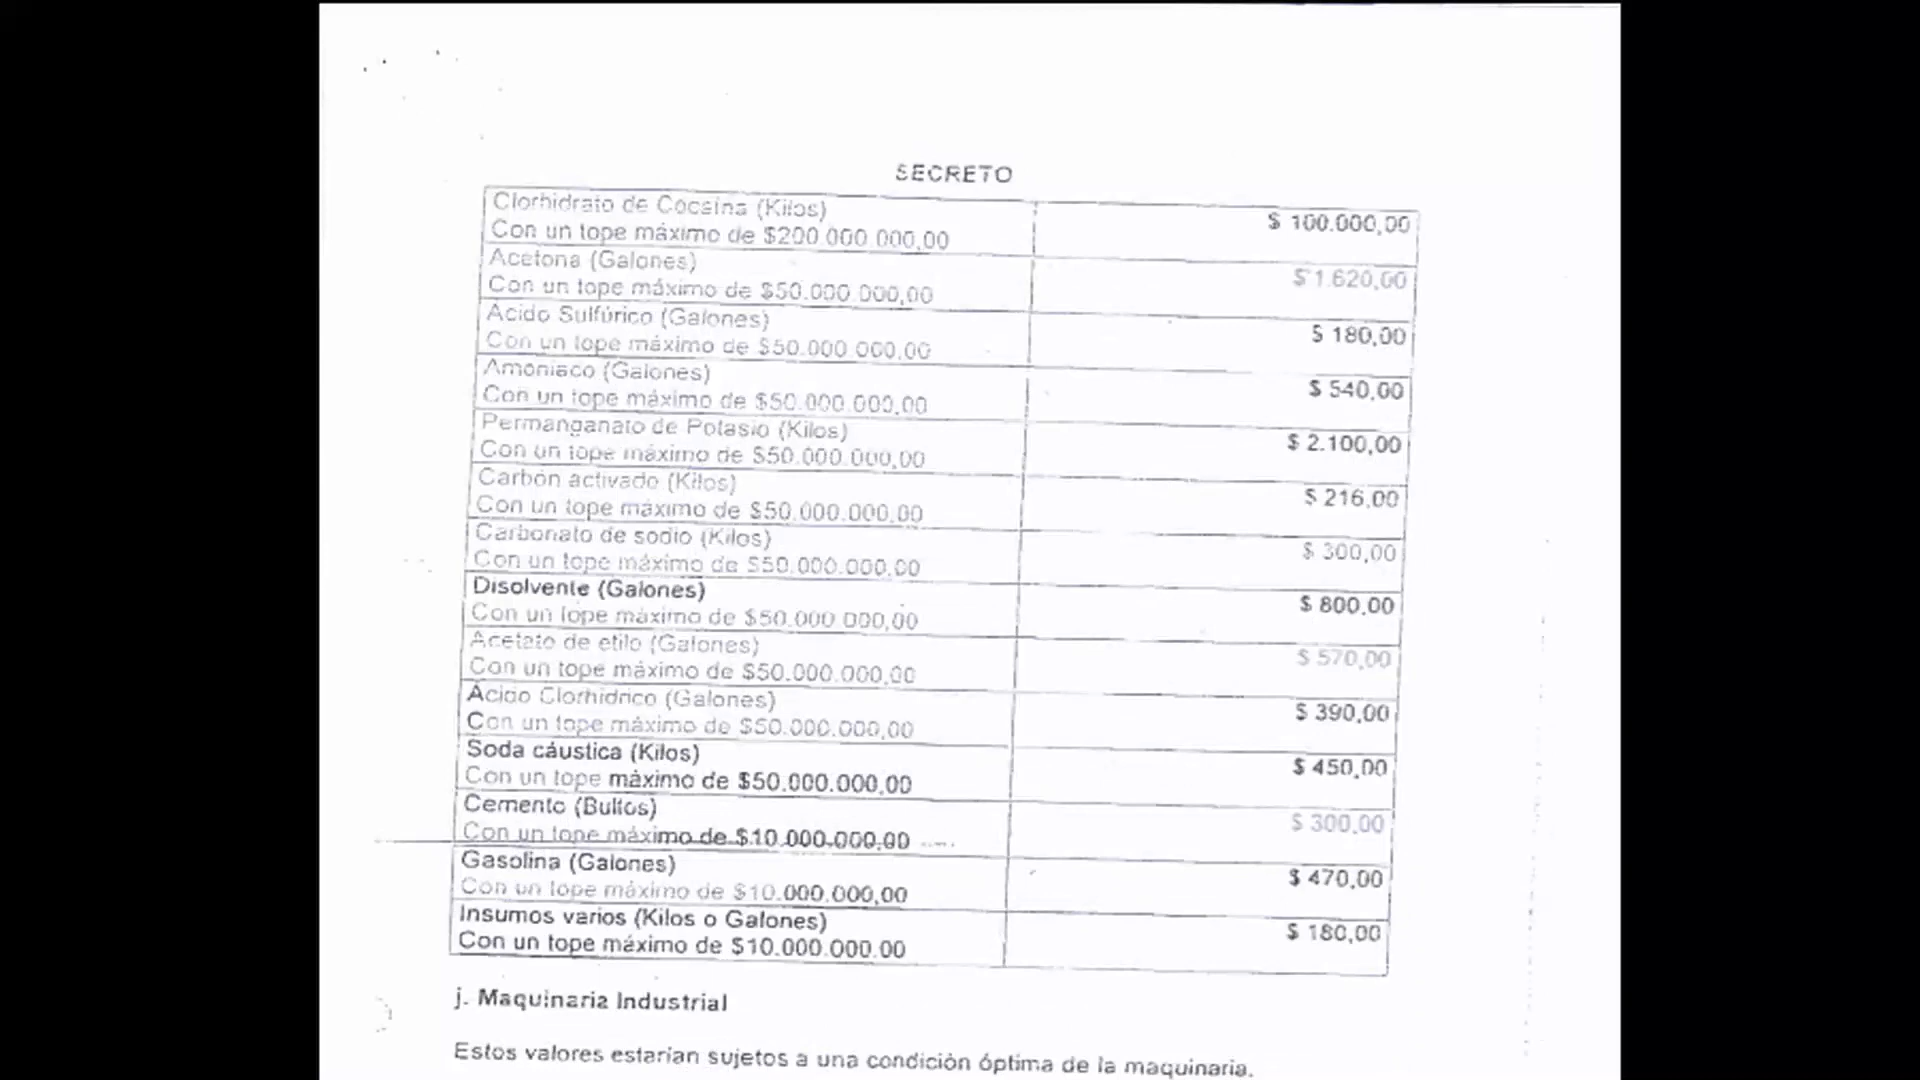 SECRETO
Clorhidrato de Cocaína (Kilos)
$ 100.000,00
Con un tope máximo de $200.000.000,00
Acetona (Galones)
$ 1.620,00
Con un tope máximo de $50.000.000,00
Ácido Sulfúrico (Galones)
$ 180,00
Con un tope máximo de $50.000.000,00
Amoniaco (Galones)
$ 540,00
Con un tope máximo de $50.000.000,00
Permanganato de Potasio (Kilos)
$ 2.100,00
Con un tope máximo de $50.000.000,00
Carbón activado (Kilos)
$ 216,00
Con un tope máximo de $50.000.000,00
Carbonato de sodio (Kilos)
$ 300,00
Con un tope máximo de $50.000.000,00
Disolvente (Galones)
$ 800,00
Con un tope máximo de $50.000.000,00
Acetato de etilo (Galones)
$ 570,00
Con un tope máximo de $50.000.000,00
Ácido Clorhídrico (Galones)
$ 390,00
Con un tope máximo de $50.000.000,00
Soda cáustica (Kilos)
$ 450,00
Con un tope máximo de $50.000.000,00
Cemento (Bultos)
$ 300,00
Con un tope máximo de $10.000.000,00
Gasolina (Galones)
$ 470,00
Con un tope máximo de $10.000.000,00
Insumos varios (Kilos o Galones)
$ 180,00
Con un tope máximo de $10.000.000.00
j. Maquinaria Industrial
Estos valores estarían sujetos a una condición óptima de la maquinaria.